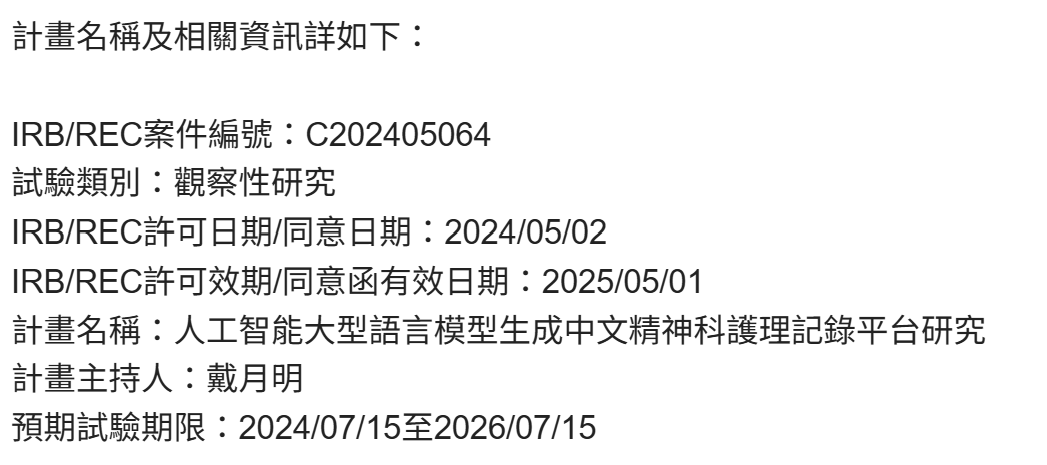 計畫名稱及相關資訊詳如下：
IRB/REC案件編號：C202405064
試驗類別：觀察性研究
IRB/REC許可日期/同意日期：2024/05/02
IRB/REC許可效期/同意函有效日期：2025/05/01
計畫名稱：人工智能大型語言模型生成中文精神科護理記錄平台研究
計畫主持人：戴月明
預期試驗期限：2024/07/15至2026/07/15